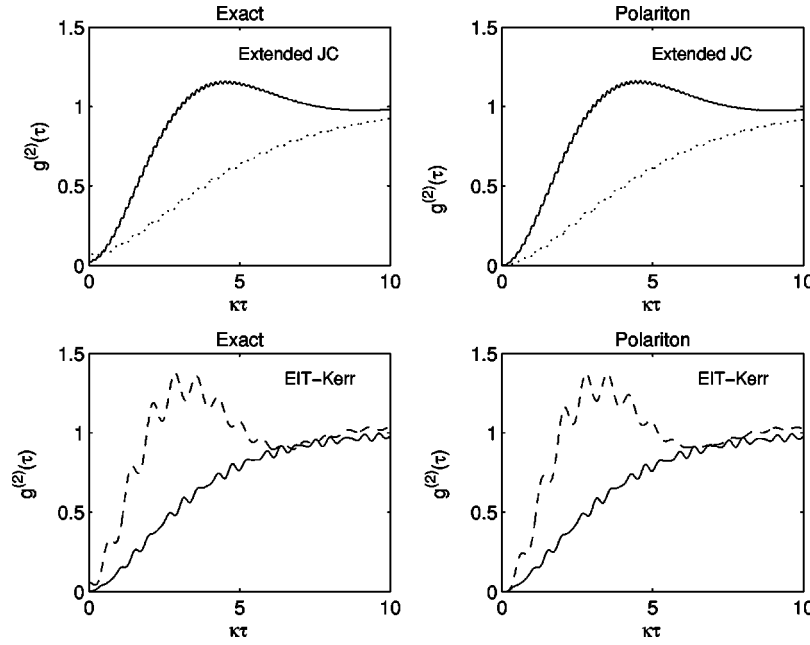 Exact
Polariton
1.5
Extended JC
1
g(2)(τ)
0.5
0
0
5
10
κτ
1.5
Extended JC
1
g(2)(τ)
0.5
0
0
5
10
κτ
Exact
Polariton
1.5
EIT−Kerr
1
g(2)(τ)
0.5
0
0
5
10
κτ
1.5
EIT−Kerr
1
g(2)(τ)
0.5
0
0
5
10
κτ